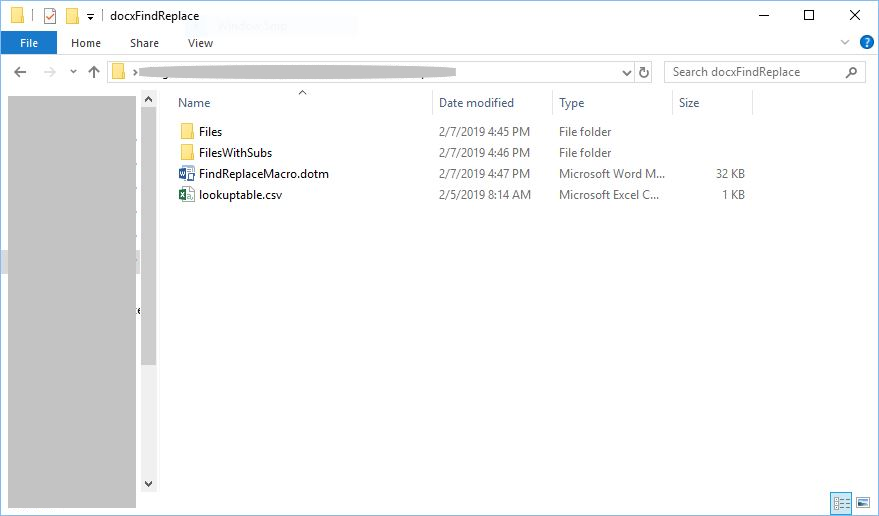 docxFindReplace
File Home Share View
Search docxFindReplace
Name Date modified Type Size
Files 2/7/2019 4:45 PM File folder
FilesWithSubs 2/7/2019 4:46 PM File folder
FindReplaceMacro.dotm 2/7/2019 4:47 PM Microsoft Word M... 32 KB
lookuptable.csv 2/5/2019 8:14 AM Microsoft Excel C... 1 KB